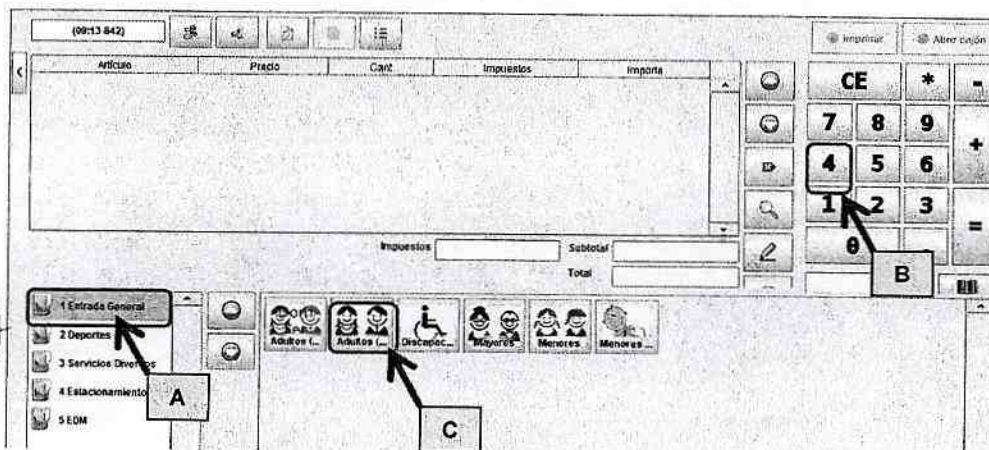 (09:13 842)
Imprimir
Abre cajón
Artículo Precio Cant Impuestos Importa
CE * -
7 8 9
+
4 5 6
1 2 3
=
0
B
Impuestos Subtotal
Total
1 Entrada General
2 Deportes
3 Servicios Diversos
4 Estacionamiento
5 EDM
Adultos (... Adultos (... Discapac... Mayores Menores Menores ...
A
C